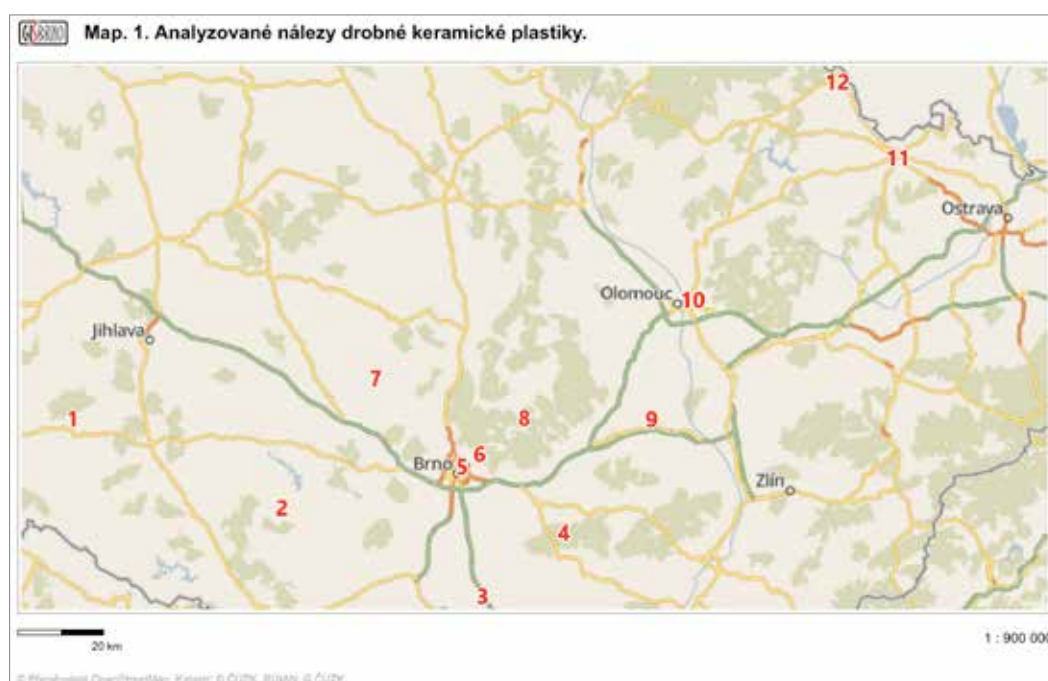 GISBRNO Map. 1. Analyzované nálezy drobné keramické plastiky.
12
11
Ostrava
Olomouc 10
Jihlava
7
1
8
9
6
Brno 5
Zlín
2
4
3
20 km
1 : 900 000